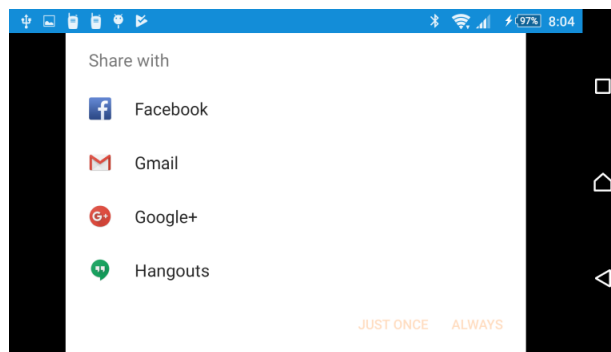 97% 8:04
Share with
Facebook
Gmail
G+ Google+
Hangouts
JUST ONCE ALWAYS